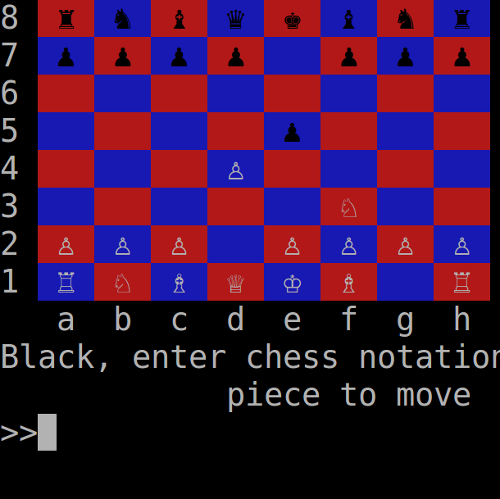 8 ♜ ♞ ♝ ♛ ♚ ♝ ♞ ♜
7 ♟ ♟ ♟ ♟ ♟ ♟ ♟
6
5 ♟
4 ♙
3 ♘
2 ♙ ♙ ♙ ♙ ♙ ♙ ♙
1 ♖ ♘ ♗ ♕ ♔ ♗ ♖
a b c d e f g h
Black, enter chess notation
piece to move
>>